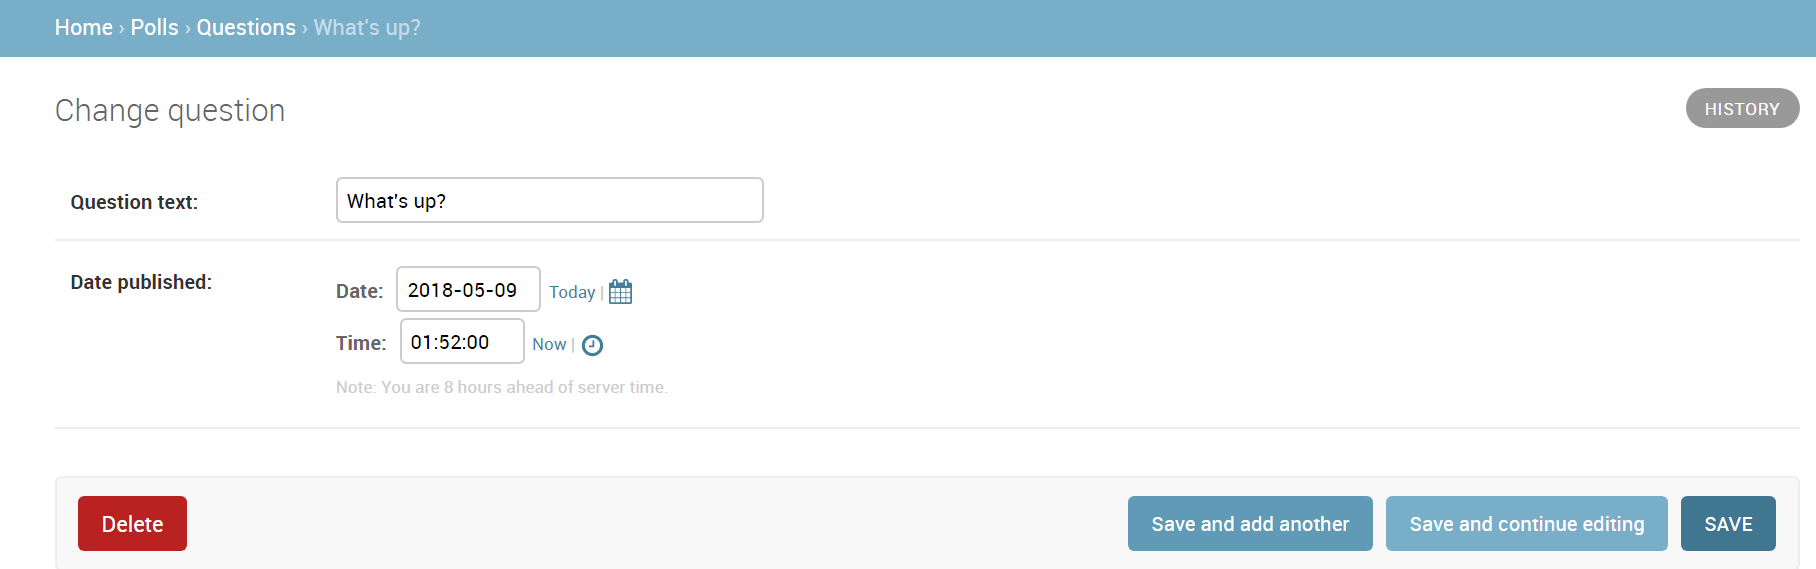 Home › Polls › Questions › What's up?
Change question
HISTORY
Question text:
What's up?
Date published:
Date: 2018-05-09 Today |
Time: 01:52:00 Now |
Note: You are 8 hours ahead of server time.
Delete
Save and add another
Save and continue editing
SAVE